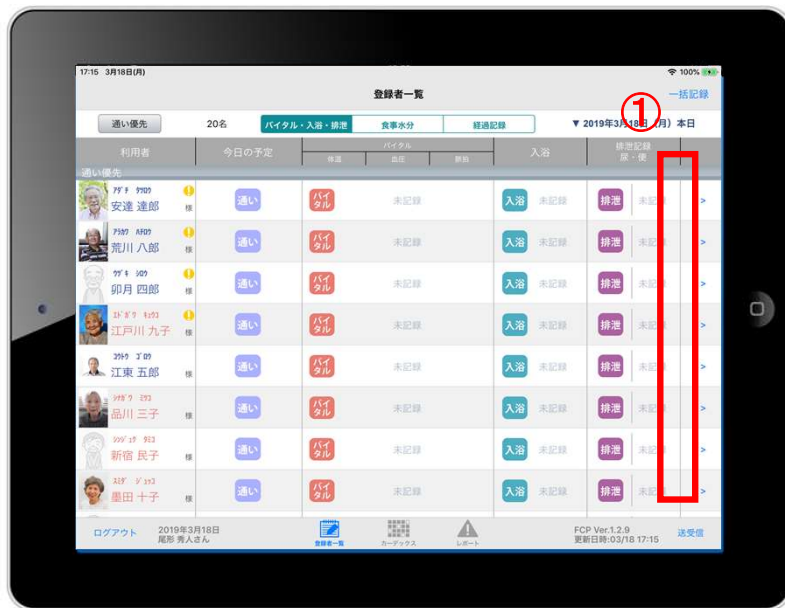 17:15 3月18日(月)
100%
登録者一覧
一括記録
①
通い優先
20名
バイタル・入浴・排泄
食事水分
経過記録
▼ 2019年3月18日（月）本日
利用者
今日の予定
バイタル
体温
血圧
脈拍
入浴
排泄記録
尿・便
通い優先
アダチ タツロウ
安達 達郎 様
通い
バイタル
未記録
入浴
未記録
排泄
未記
>
アラカワ ハチロウ
荒川 八郎 様
通い
バイタル
未記録
入浴
未記録
排泄
未記
>
ウヅキ シロウ
卯月 四郎 様
通い
バイタル
未記録
入浴
未記録
排泄
未記
>
エドガワ キュウコ
江戸川 九子 様
通い
バイタル
未記録
入浴
未記録
排泄
未記
>
コウトウ ゴロウ
江東 五郎 様
通い
バイタル
未記録
入浴
未記録
排泄
未記
>
シナガワ ミツコ
品川 三子 様
通い
バイタル
未記録
入浴
未記録
排泄
未記
>
シンジュク タミコ
新宿 民子 様
通い
バイタル
未記録
入浴
未記録
排泄
未記
>
スミダ ジュウコ
墨田 十子 様
通い
バイタル
未記録
入浴
未記録
排泄
未記
>
ログアウト
2019年3月18日
尾形 秀人さん
登録者一覧
カーデックス
レポート
FCP Ver.1.2.9
更新日時:03/18 17:15
送受信